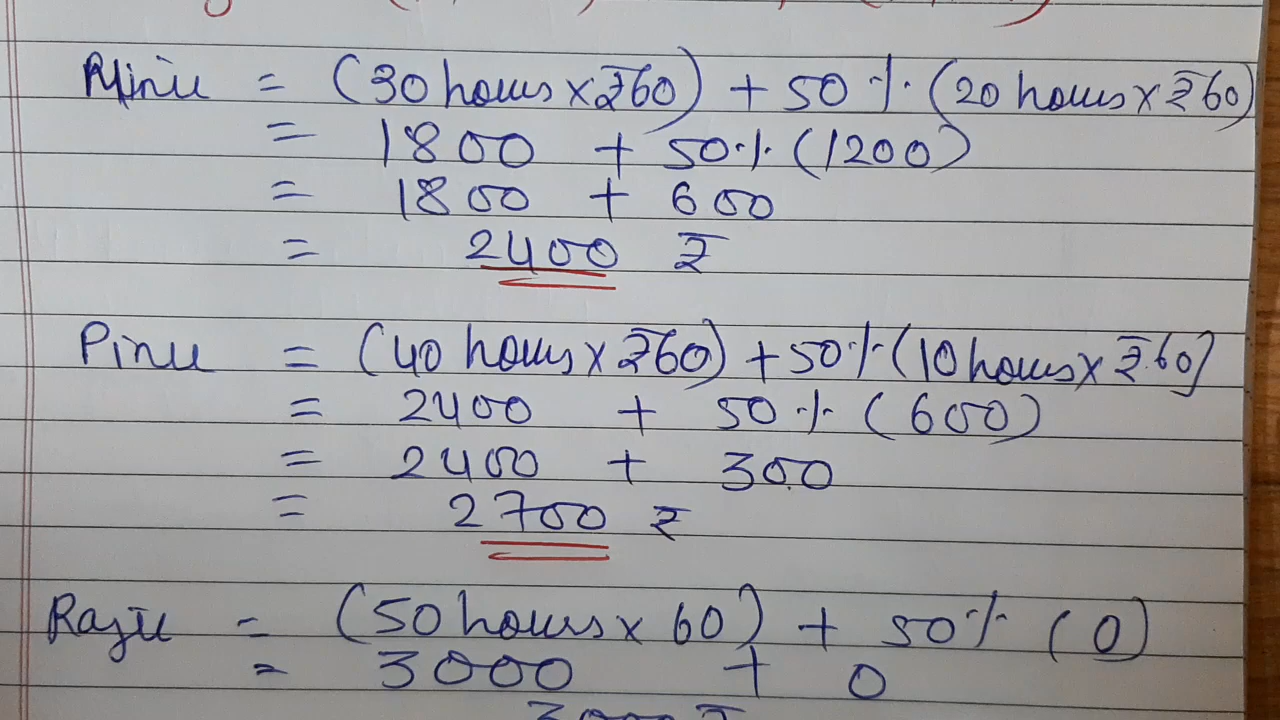 Minu = (30 hours x ₹60) + 50 % (20 hours x ₹60)
= 1800 + 50% (1200)
= 1800 + 600
= 2400 ₹
Pinu = (40 hours x ₹60) + 50% (10 hours x ₹60]
= 2400 + 50 % (600)
= 2400 + 300
= 2700 ₹
Raju = (50 hours x 60) + 50% (0)
= 3000 + 0
3000 ₹